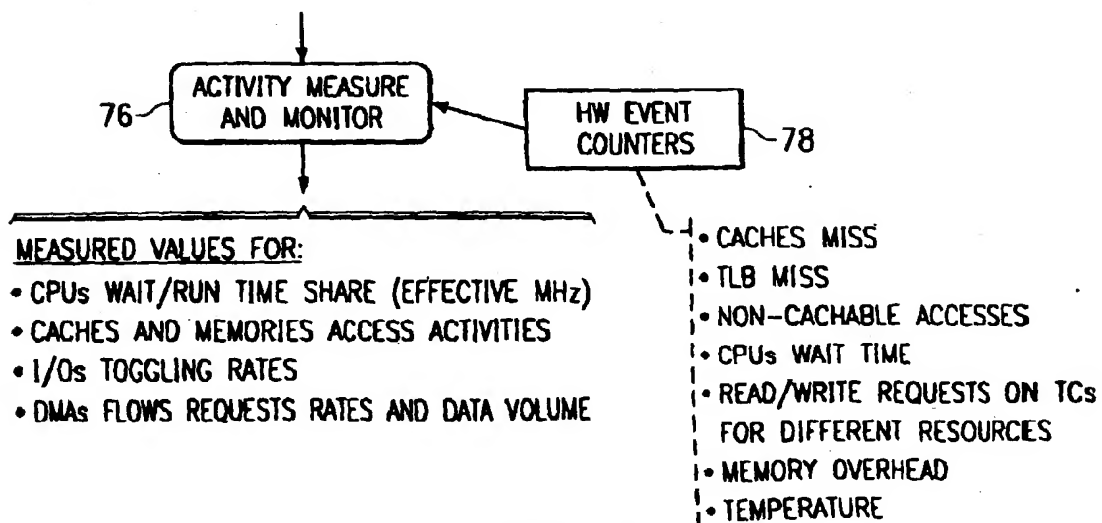 ACTIVITY MEASURE
AND MONITOR
76
HW EVENT
COUNTERS
78
MEASURED VALUES FOR:
• CPUs WAIT/RUN TIME SHARE (EFFECTIVE MHz)
• CACHES AND MEMORIES ACCESS ACTIVITIES
• I/Os TOGGLING RATES
• DMAs FLOWS REQUESTS RATES AND DATA VOLUME
• CACHES MISS
• TLB MISS
• NON-CACHABLE ACCESSES
• CPUs WAIT TIME
• READ/WRITE REQUESTS ON TCs
FOR DIFFERENT RESOURCES
• MEMORY OVERHEAD
• TEMPERATURE